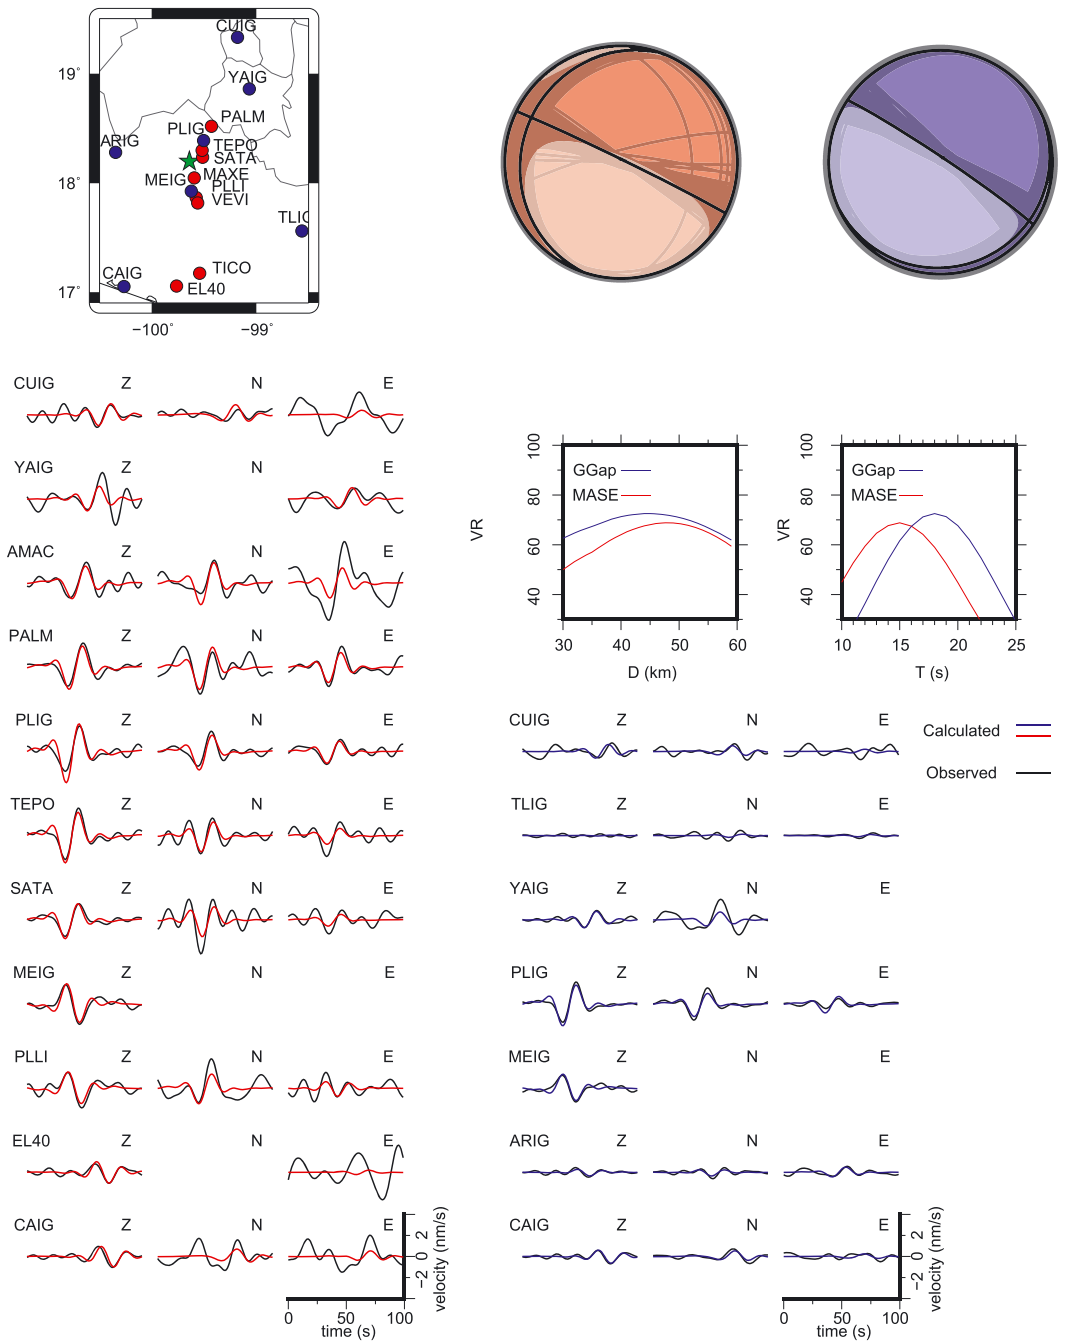 CUIG
19°
YAIG
PALM
PLIG
ARIG
TEPO
SATA
MAXE
MEIG
18°
PLLI
VEVI
TLIG
CAIG
TICO
17°
EL40
−100°
−99°
CUIG Z N E
YAIG Z N E
AMAC Z N E
PALM Z N E
PLIG Z N E
TEPO Z N E
SATA Z N E
MEIG Z N E
PLLI Z N E
EL40 Z N E
CAIG Z N E
2
0
−2
velocity (nm/s)
0 50 100
time (s)
100
80
60
40
VR
GGap
MASE
30 40 50 60
D (km)
100
80
60
40
VR
GGap
MASE
10 15 20 25
T (s)
Calculated
Observed
CUIG Z N E
TLIG Z N E
YAIG Z N E
PLIG Z N E
MEIG Z N E
ARIG Z N E
CAIG Z N E
2
0
−2
velocity (nm/s)
0 50 100
time (s)